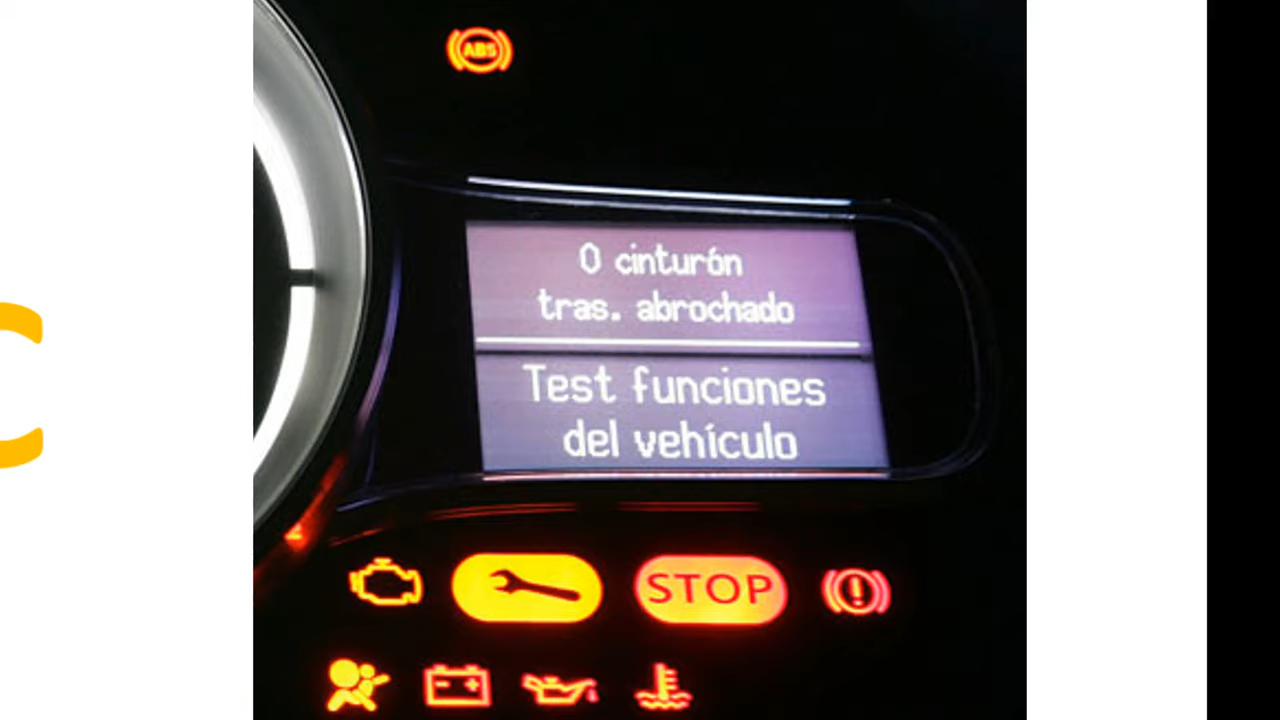 ABS
0 cinturón
tras. abrochado
Test funciones
del vehículo
STOP